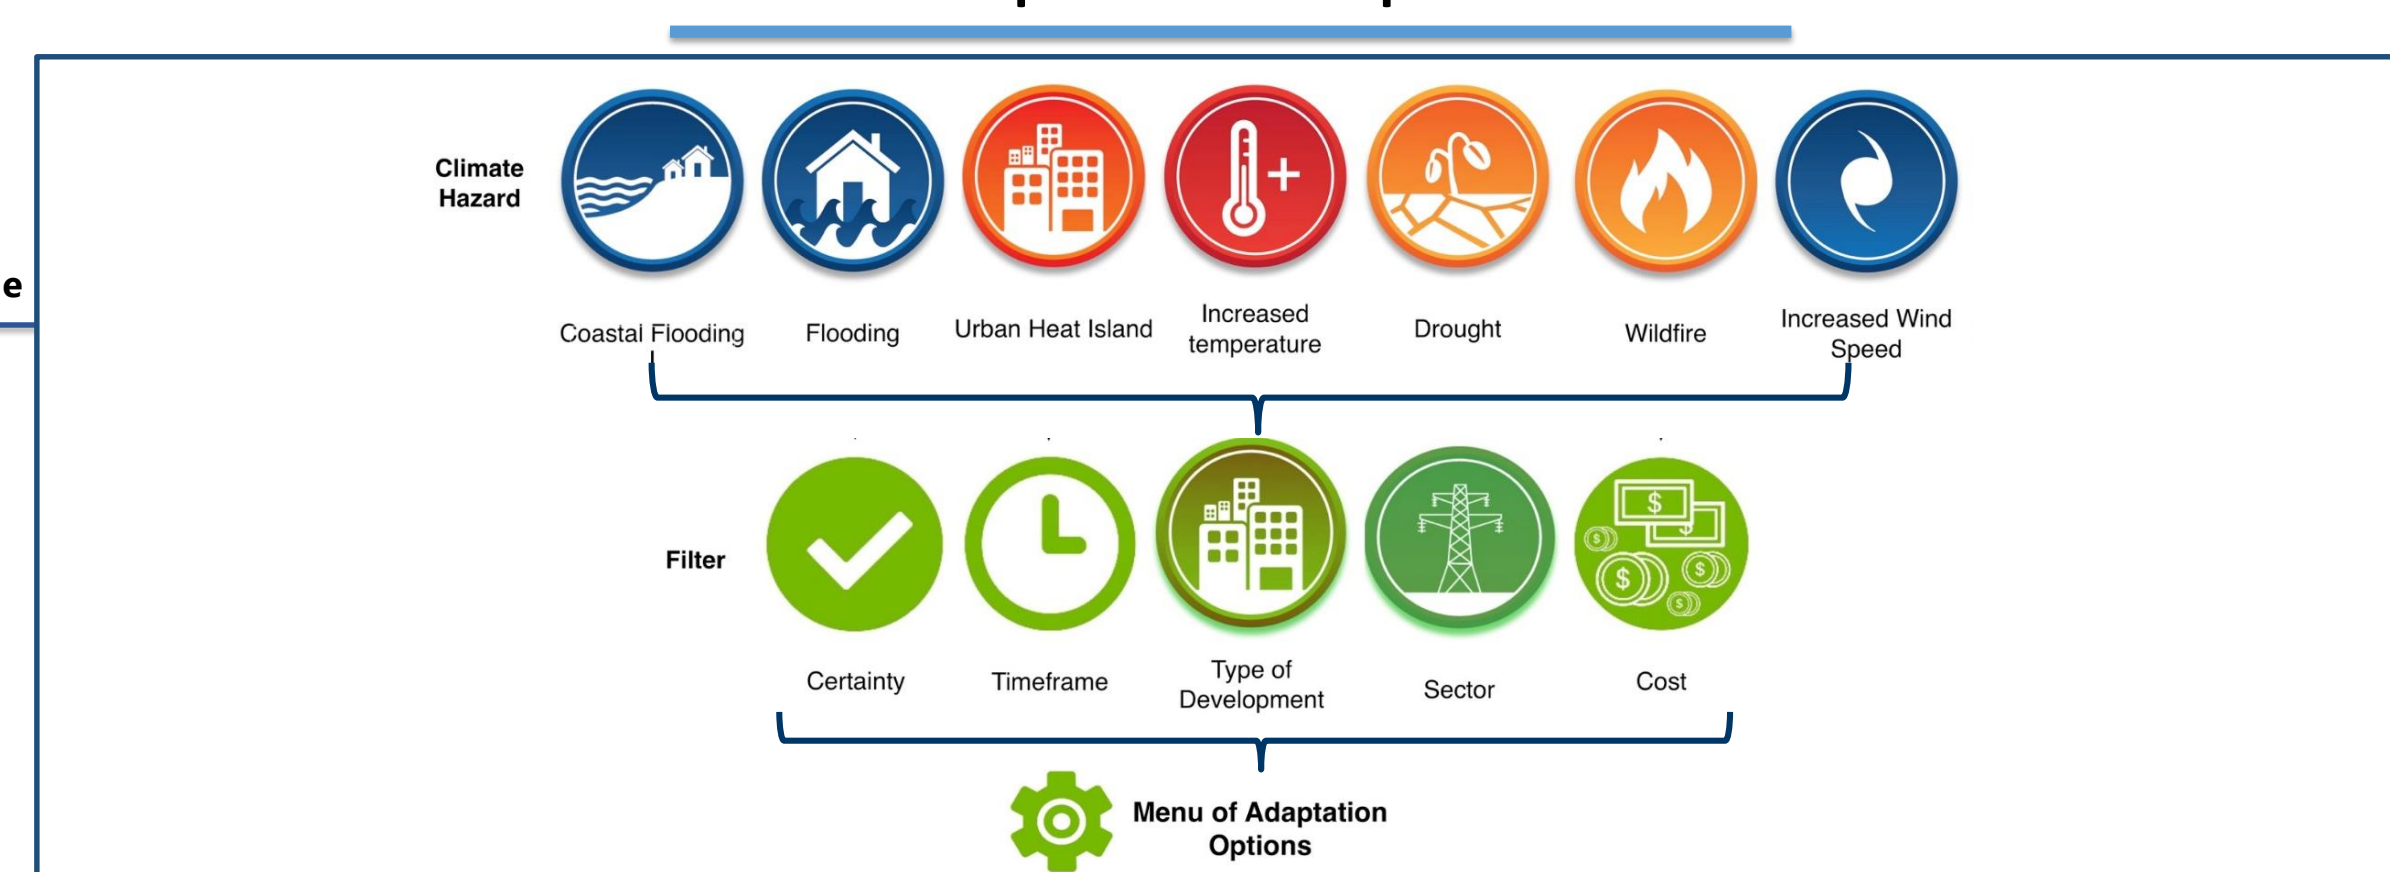 Climate
Hazard
e
Coastal Flooding
Flooding
Urban Heat Island
Increased
temperature
Drought
Wildfire
Increased Wind
Speed
Filter
$
$
$
$
$
$
Certainty
Timeframe
Type of
Development
Sector
Cost
Menu of Adaptation
Options